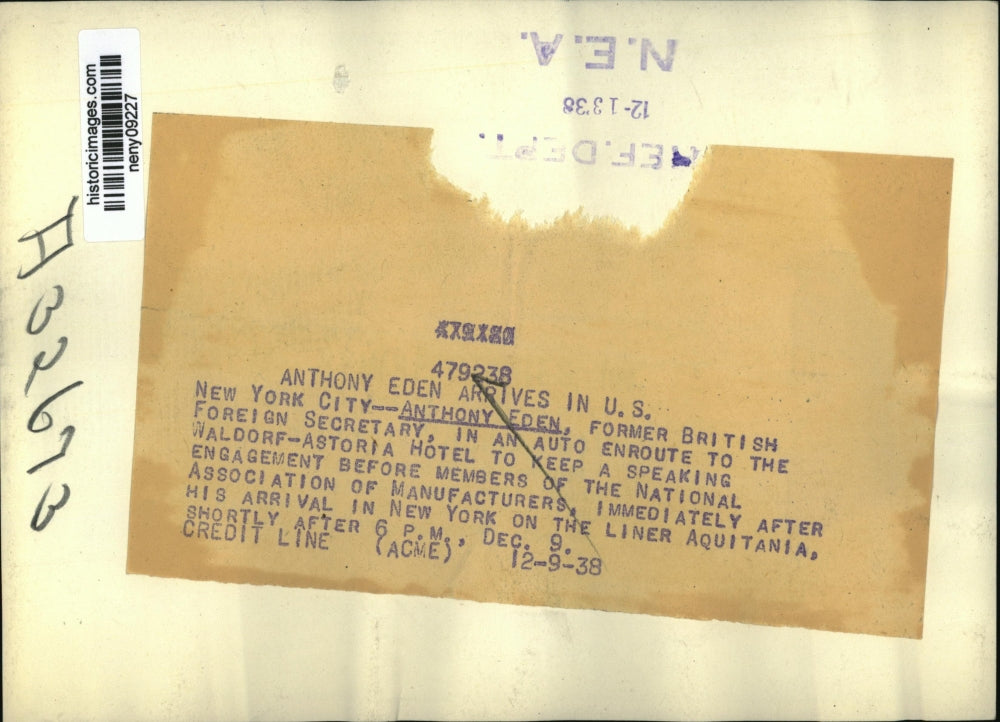 historicimages.com
neny09227
N.E.A.
12-13'38
REF.DEPT.
A32673
479238
ANTHONY EDEN ARRIVES IN U.S.
NEW YORK CITY--ANTHONY EDEN, FORMER BRITISH
FOREIGN SECRETARY, IN AN AUTO ENROUTE TO THE
WALDORF-ASTORIA HOTEL TO KEEP A SPEAKING
ENGAGEMENT BEFORE MEMBERS OF THE NATIONAL
ASSOCIATION OF MANUFACTURERS, IMMEDIATELY AFTER
HIS ARRIVAL IN NEW YORK ON THE LINER AQUITANIA,
SHORTLY AFTER 6 P.M., DEC. 9.
CREDIT LINE (ACME) 12-9-38